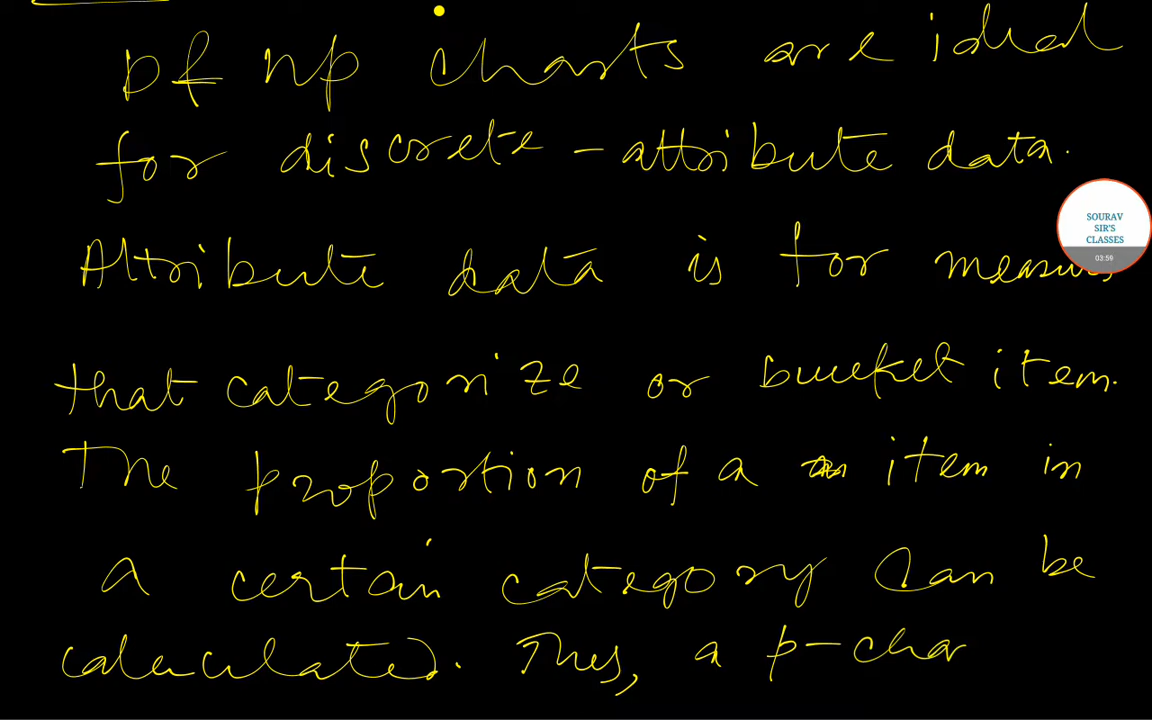 pf np charts are ideal
for discrete - attribute data.
Attribute data is for measur
that categorize or bucket item.
The proportion of a item in
a certain category can be
calculated. Thus, a p-char
SOURAV
SIR'S
CLASSES
03:59